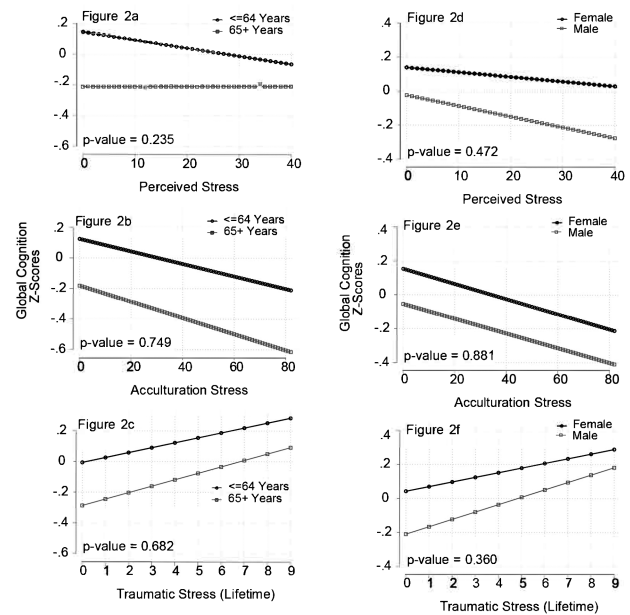 Figure 2a
<=64 Years
65+ Years
.2
0
-.2
-.4
-.6
p-value = 0.235
0 10 20 30 40
Perceived Stress
Figure 2d
Female
Male
.4
.2
0
-.2
-.4
p-value = 0.472
0 10 20 30 40
Perceived Stress
Global Cognition
Z-Scores
Figure 2b
<=64 Years
65+ Years
.2
0
-.2
-.4
-.6
p-value = 0.749
0 20 40 60 80
Acculturation Stress
Global Cognition
Z-Scores
Figure 2e
Female
Male
.4
.2
0
-.2
-.4
p-value = 0.881
0 20 40 60 80
Acculturation Stress
Figure 2c
.2
0
-.2
-.4
-.6
<=64 Years
65+ Years
p-value = 0.682
0 1 2 3 4 5 6 7 8 9
Traumatic Stress (Lifetime)
Figure 2f
Female
Male
.4
.2
0
-.2
-.4
p-value = 0.360
0 1 2 3 4 5 6 7 8 9
Traumatic Stress (Lifetime)